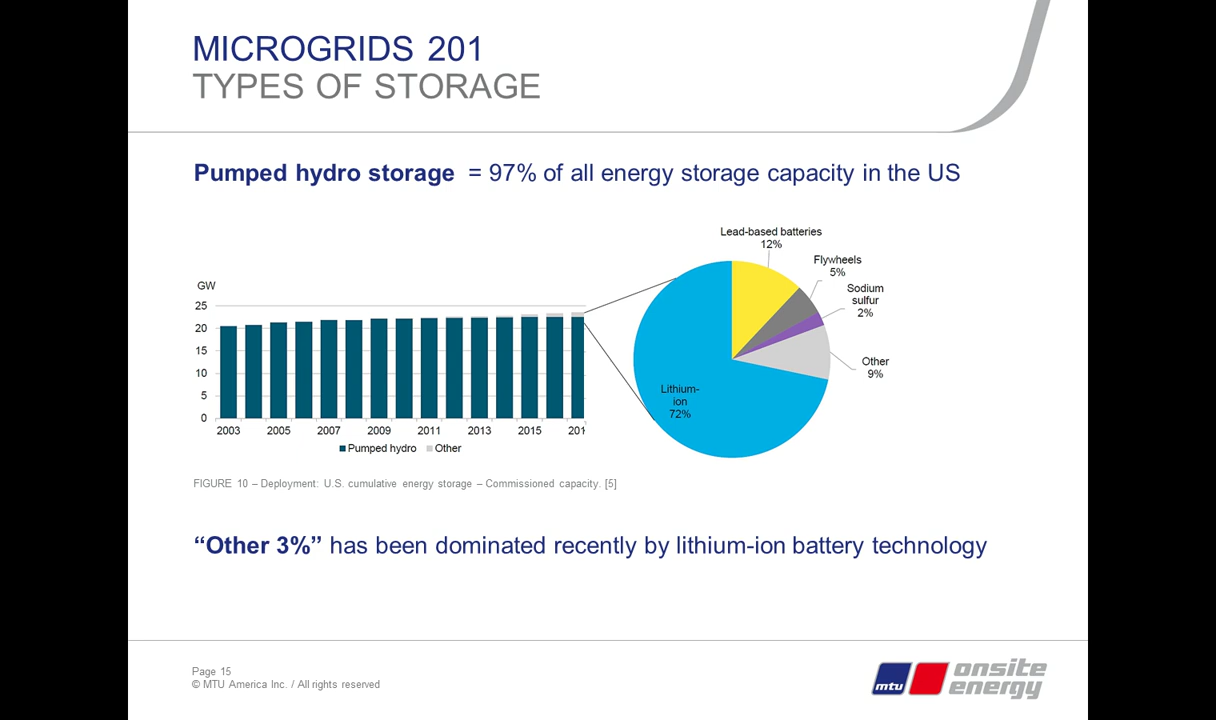 MICROGRIDS 201
TYPES OF STORAGE
Pumped hydro storage = 97% of all energy storage capacity in the US
GW
25
20
15
10
5
0
2003 2005 2007 2009 2011 2013 2015 201
Pumped hydro Other
Lead-based batteries
12%
Flywheels
5%
Sodium
sulfur
2%
Other
9%
Lithium-
ion
72%
FIGURE 10 – Deployment: U.S. cumulative energy storage – Commissioned capacity. [5]
“Other 3%” has been dominated recently by lithium-ion battery technology
Page 15
© MTU America Inc. / All rights reserved
mtu
onsite
energy